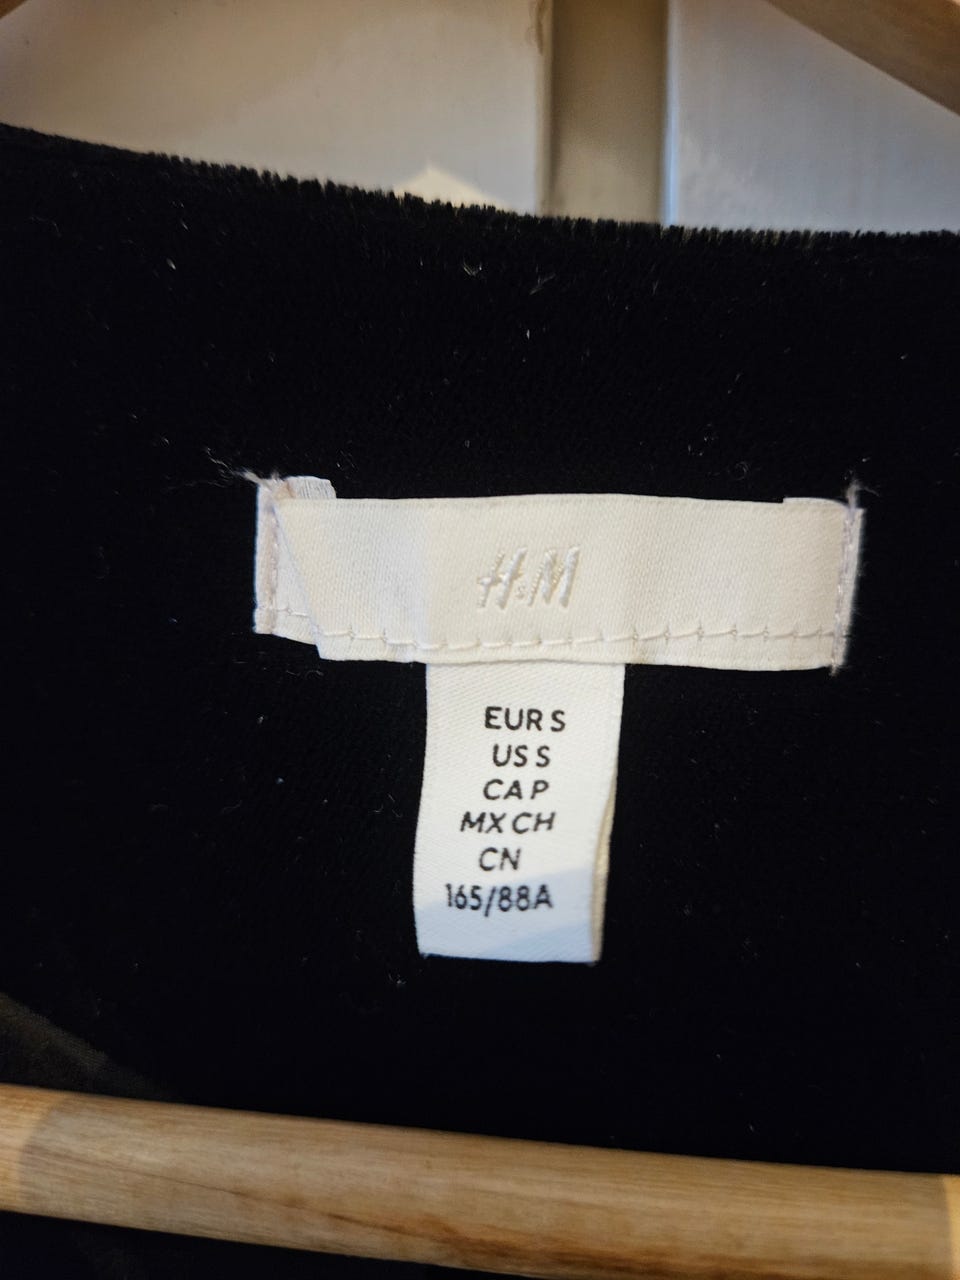 H&M
EUR S
US S
CA P
MX CH
CN
165/88A